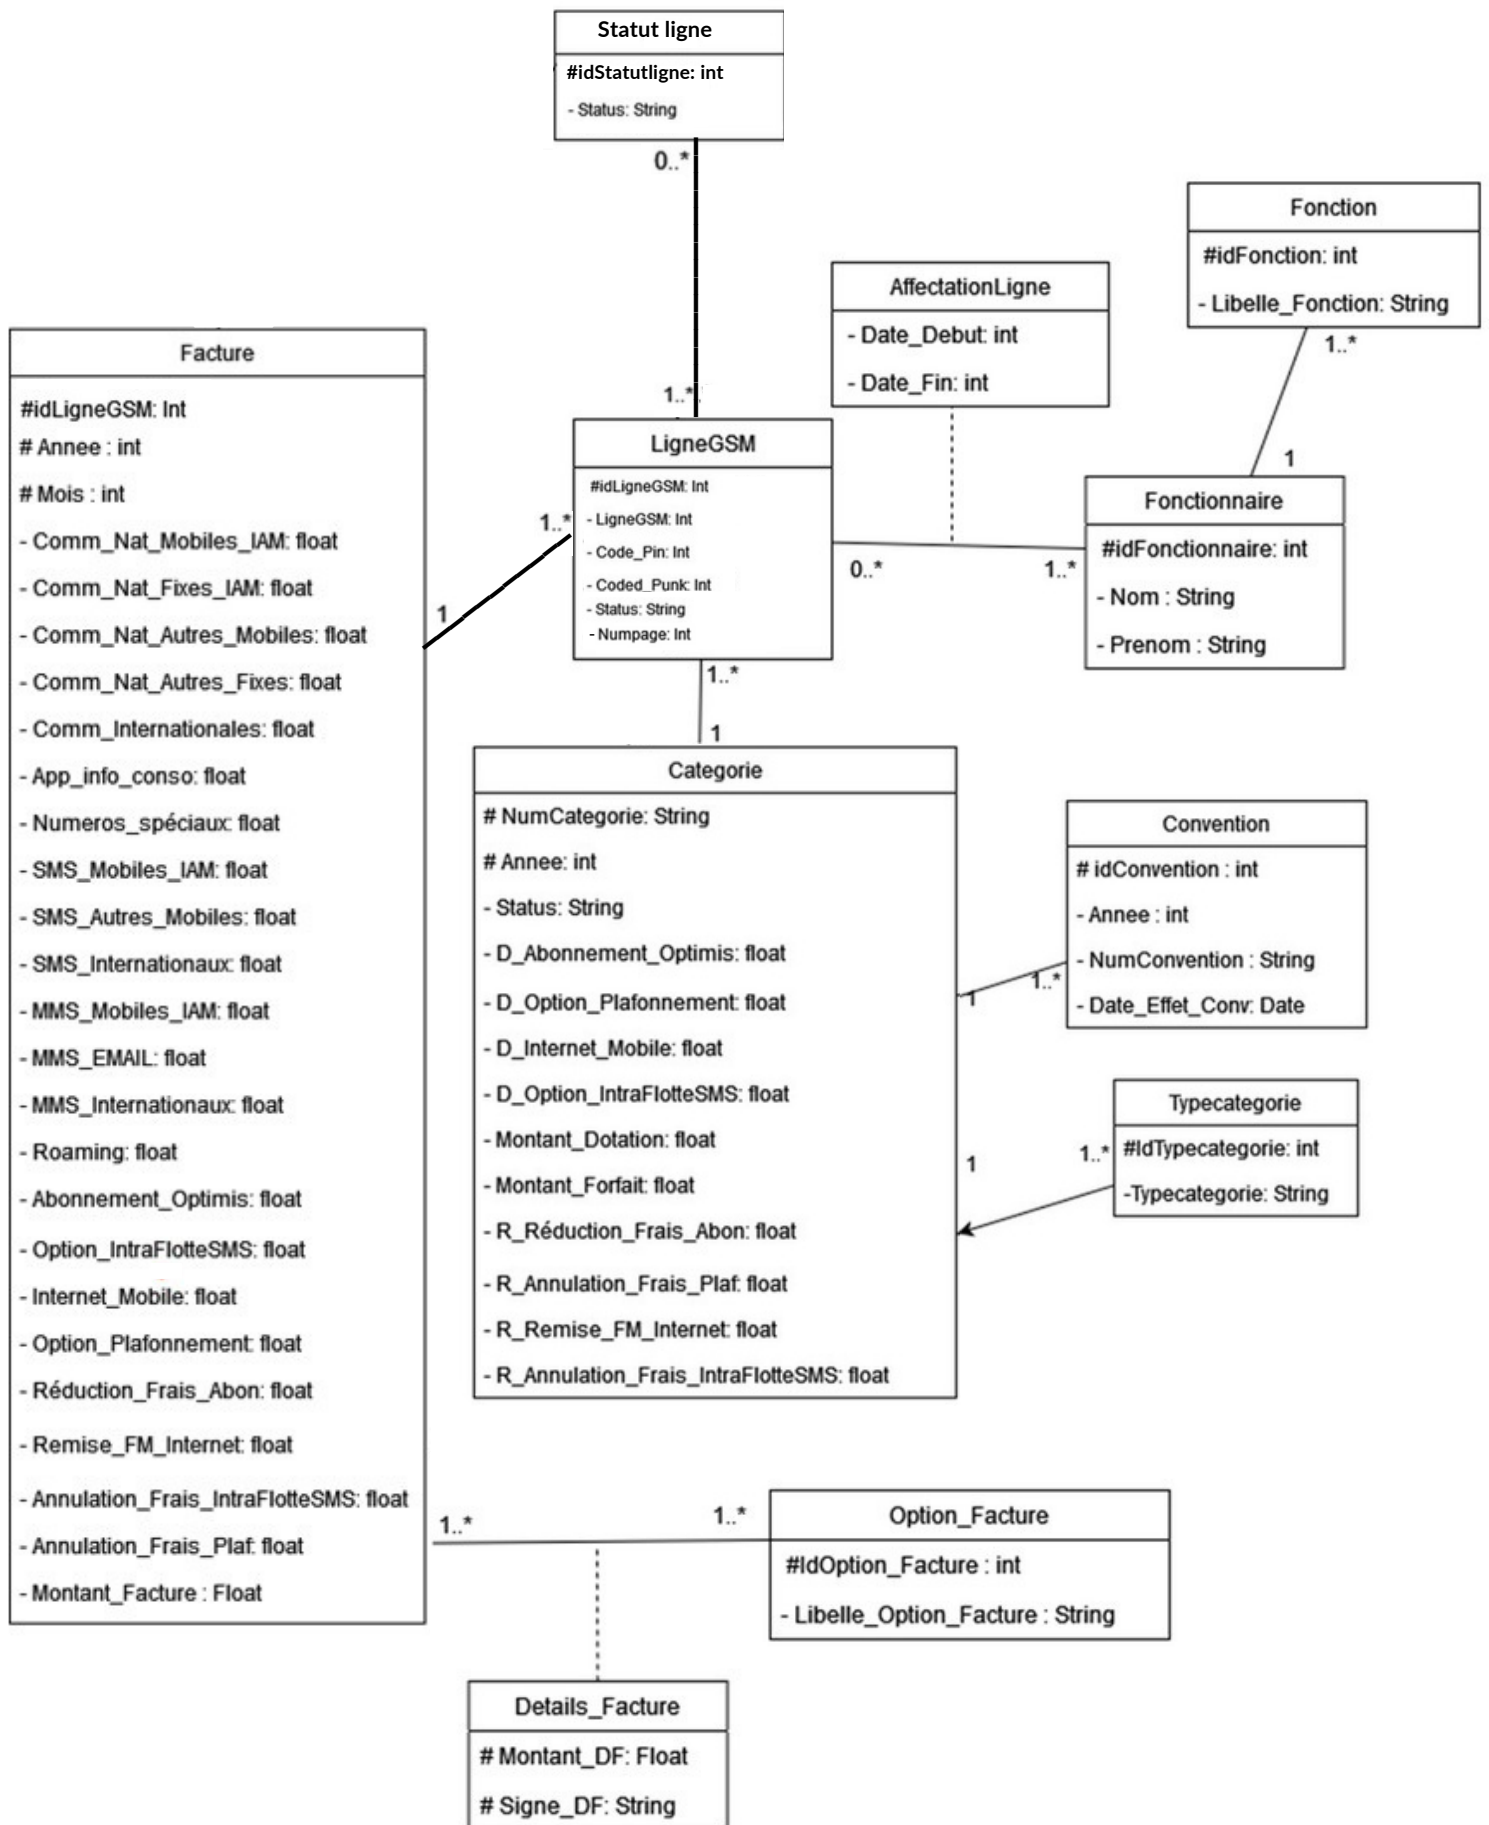 Statut ligne
#idStatutligne: int
- Status: String
0..*
1..*
Fonction
#idFonction: int
- Libelle_Fonction: String
1..*
1
AffectationLigne
- Date_Debut: int
- Date_Fin: int
Facture
#idLigneGSM: Int
# Annee : int
# Mois : int
- Comm_Nat_Mobiles_IAM: float
- Comm_Nat_Fixes_IAM: float
- Comm_Nat_Autres_Mobiles: float
- Comm_Nat_Autres_Fixes: float
- Comm_Internationales: float
- App_info_conso: float
- Numeros_spéciaux: float
- SMS_Mobiles_IAM: float
- SMS_Autres_Mobiles: float
- SMS_Internationaux: float
- MMS_Mobiles_IAM: float
- MMS_EMAIL: float
- MMS_Internationaux: float
- Roaming: float
- Abonnement_Optimis: float
- Option_IntraFlotteSMS: float
- Internet_Mobile: float
- Option_Plafonnement: float
- Réduction_Frais_Abon: float
- Remise_FM_Internet: float
- Annulation_Frais_IntraFlotteSMS: float
- Annulation_Frais_Plaf: float
- Montant_Facture : Float
1
1..*
LigneGSM
#idLigneGSM: Int
- LigneGSM: Int
- Code_Pin: Int
- Coded_Punk: Int
- Status: String
- Numpage: Int
0..*
1..*
Fonctionnaire
#idFonctionnaire: int
- Nom : String
- Prenom : String
1..*
1
Categorie
# NumCategorie: String
# Annee: int
- Status: String
- D_Abonnement_Optimis: float
- D_Option_Plafonnement: float
- D_Internet_Mobile: float
- D_Option_IntraFlotteSMS: float
- Montant_Dotation: float
- Montant_Forfait: float
- R_Réduction_Frais_Abon: float
- R_Annulation_Frais_Plaf: float
- R_Remise_FM_Internet: float
- R_Annulation_Frais_IntraFlotteSMS: float
1
1..*
Convention
# idConvention : int
- Annee : int
- NumConvention : String
- Date_Effet_Conv: Date
1
1..*
Typecategorie
#IdTypecategorie: int
-Typecategorie: String
1..*
1..*
Option_Facture
#IdOption_Facture : int
- Libelle_Option_Facture : String
Details_Facture
# Montant_DF: Float
# Signe_DF: String